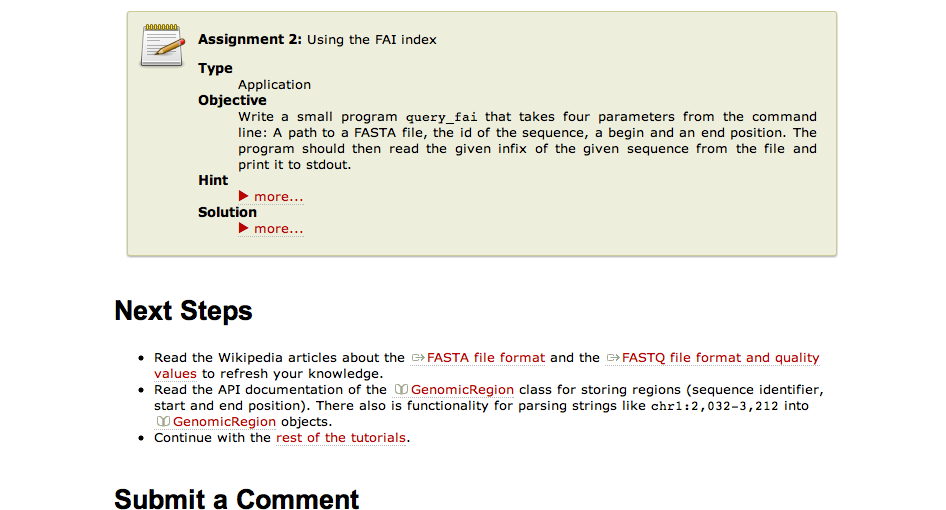 Assignment 2: Using the FAI index
Type
Application
Objective
Write a small program query_fai that takes four parameters from the command
line: A path to a FASTA file, the id of the sequence, a begin and an end position. The
program should then read the given infix of the given sequence from the file and
print it to stdout.
Hint
▶ more...
Solution
▶ more...
Next Steps
• Read the Wikipedia articles about the FASTA file format and the FASTQ file format and quality
values to refresh your knowledge.
• Read the API documentation of the GenomicRegion class for storing regions (sequence identifier,
start and end position). There also is functionality for parsing strings like chr1:2,032-3,212 into
GenomicRegion objects.
• Continue with the rest of the tutorials.
Submit a Comment